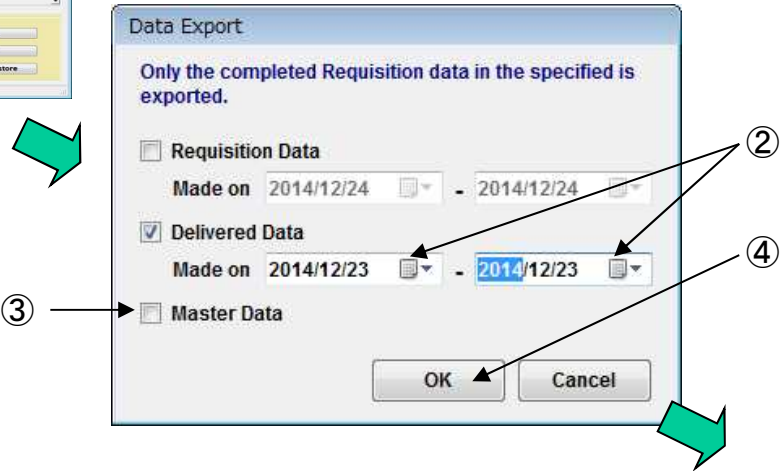 Data Export
Only the completed Requisition data in the specified is
exported.
Requisition Data
Made on 2014/12/24 - 2014/12/24
②
Delivered Data
Made on 2014/12/23 - 2014/12/23
④
③ Master Data
OK Cancel